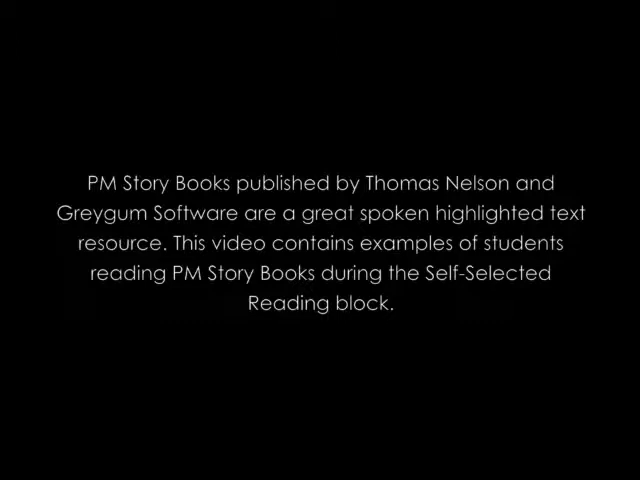 PM Story Books published by Thomas Nelson and
Greygum Software are a great spoken highlighted text
resource. This video contains examples of students
reading PM Story Books during the Self-Selected
Reading block.